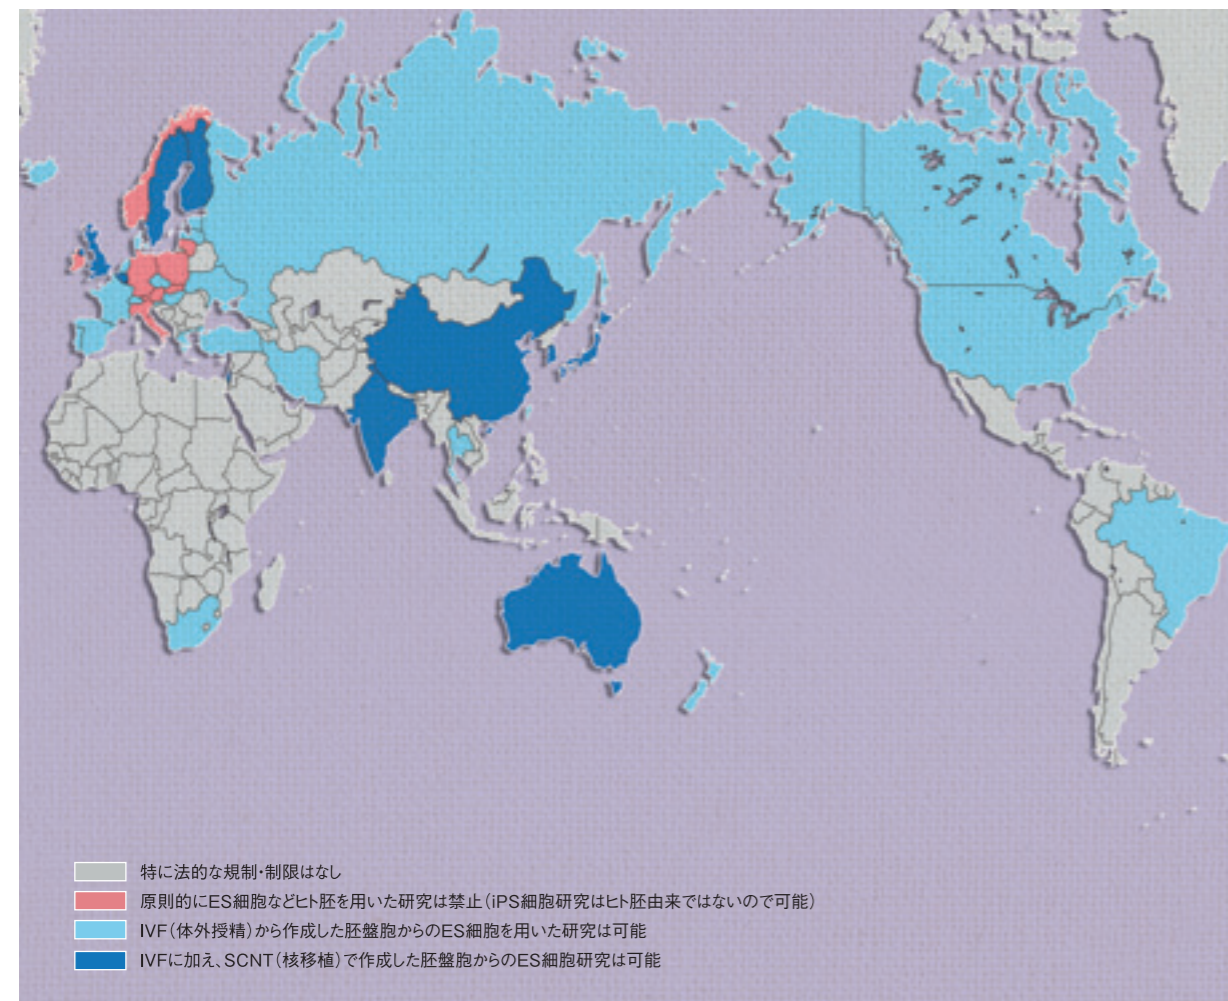 特に法的な規制・制限はなし
原則的にES細胞などヒト胚を用いた研究は禁止（iPS細胞研究はヒト胚由来ではないので可能）
IVF（体外授精）から作成した胚盤胞からのES細胞を用いた研究は可能
IVFに加え、SCNT（核移植）で作成した胚盤胞からのES細胞研究は可能